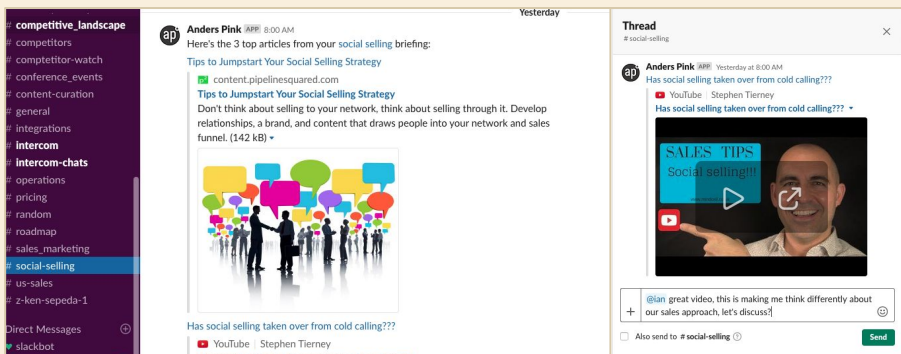 # competitive_landscape
# competitors
# comptetitor-watch
# conference_events
# content-curation
# general
# integrations
# intercom
# intercom-chats
# operations
# pricing
# random
# roadmap
# sales_marketing
# social-selling
# us-sales
# z-ken-sepeda-1
Direct Messages
slackbot
Yesterday
ap
Anders Pink APP 8:00 AM
Here's the 3 top articles from your social selling briefing:
Tips to Jumpstart Your Social Selling Strategy
content.pipelinesquared.com
Tips to Jumpstart Your Social Selling Strategy
Don't think about selling to your network, think about selling through it. Develop
relationships, a brand, and content that draws people into your network and sales
funnel. (142 kB)
Has social selling taken over from cold calling???
YouTube | Stephen Tierney
Thread
# social-selling
ap
Anders Pink APP Yesterday at 8:00 AM
Has social selling taken over from cold calling???
YouTube | Stephen Tierney
Has social selling taken over from cold calling???
SALES TIPS
Social selling!!!
@ian great video, this is making me think differently about
our sales approach, let's discuss?
Also send to # social-selling
Send